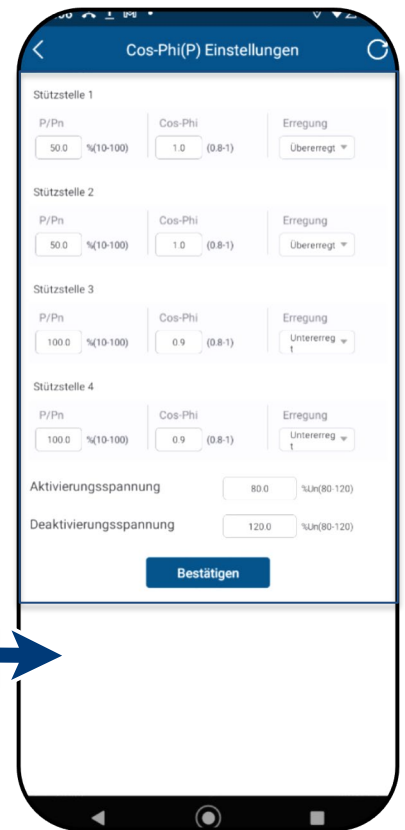 Cos-Phi(P) Einstellungen
Stützstelle 1
P/Pn Cos-Phi Erregung
50.0 %(10-100) 1.0 (0.8-1) Übererregt
Stützstelle 2
P/Pn Cos-Phi Erregung
50.0 %(10-100) 1.0 (0.8-1) Übererregt
Stützstelle 3
P/Pn Cos-Phi Erregung
100.0 %(10-100) 0.9 (0.8-1) Untererreg
t
Stützstelle 4
P/Pn Cos-Phi Erregung
100.0 %(10-100) 0.9 (0.8-1) Untererreg
t
Aktivierungsspannung 80.0 %Un(80-120)
Deaktivierungsspannung 120.0 %Un(80-120)
Bestätigen